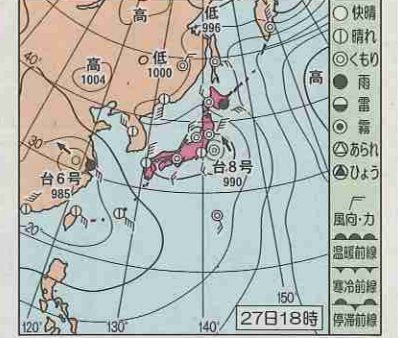 高
低
996
低
1000
高
1004
高
40°
30
台6号
985
台8号
990
20°
120°
130°
140°
150°
27日18時
快晴
晴れ
くもり
雨
雷
霧
あられ
ひょう
風向・力
温暖前線
寒冷前線
停滞前線